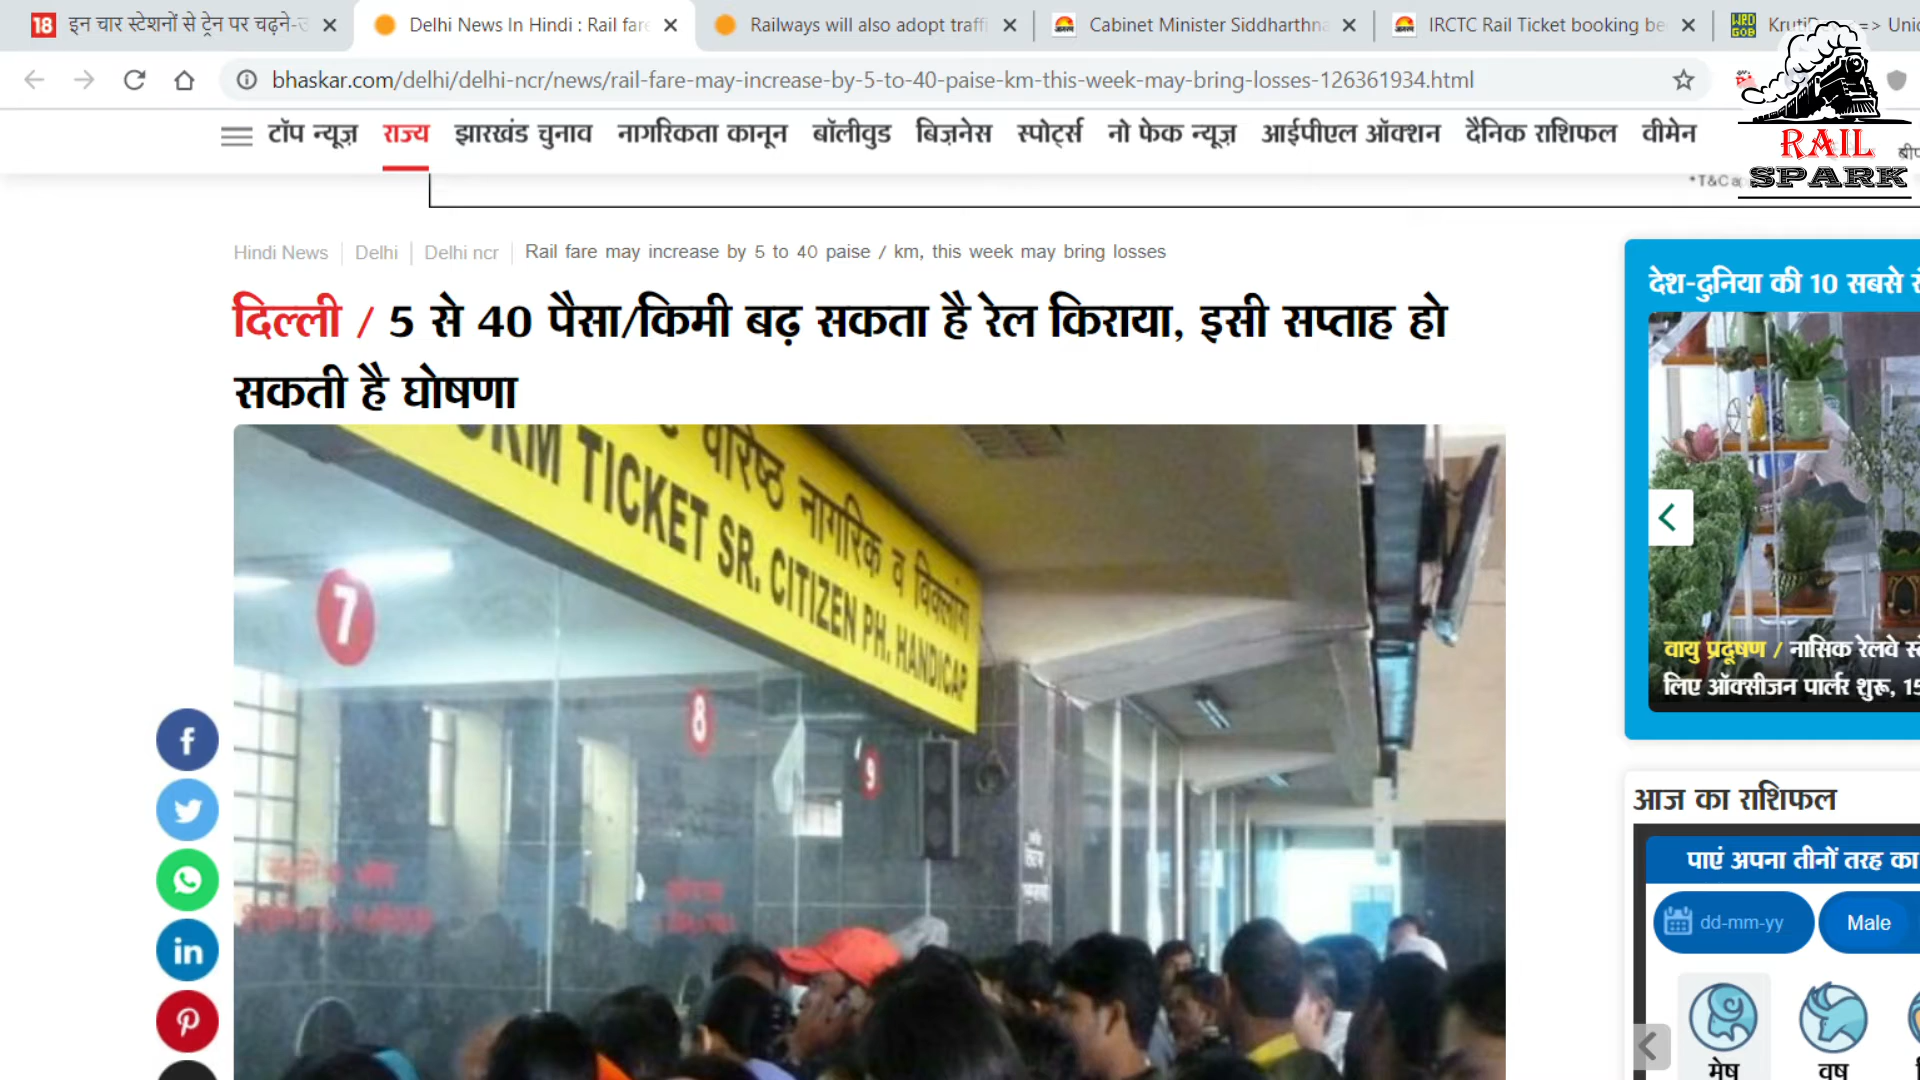 इन चार स्टेशनों से ट्रेन पर चढ़ने-उ
Delhi News In Hindi : Rail fare
Railways will also adopt traffi
Cabinet Minister Siddharthna
IRCTC Rail Ticket booking be
=> Unic
bhaskar.com/delhi/delhi-ncr/news/rail-fare-may-increase-by-5-to-40-paise-km-this-week-may-bring-losses-126361934.html
टॉप न्यूज़ राज्य झारखंड चुनाव नागरिकता कानून बॉलीवुड बिज़नेस स्पोर्ट्स नो फेक न्यूज़ आईपीएल ऑक्शन दैनिक राशिफल वीमेन
RAIL
SPARK
*T&C
Hindi News Delhi Delhi ncr Rail fare may increase by 5 to 40 paise / km, this week may bring losses
दिल्ली / 5 से 40 पैसा/किमी बढ़ सकता है रेल किराया, इसी सप्ताह हो
सकती है घोषणा
वरिष्ठ नागरिक व विकलांग
TICKET SR. CITIZEN PH. HANDICAP
7
8
9
देश-दुनिया की 10 सबसे
वायु प्रदूषण / नासिक रेलवे
लिए ऑक्सीजन पार्लर शुरू, 15
आज का राशिफल
पाएं अपना तीनों तरह का
dd-mm-yy Male
मेष वृष